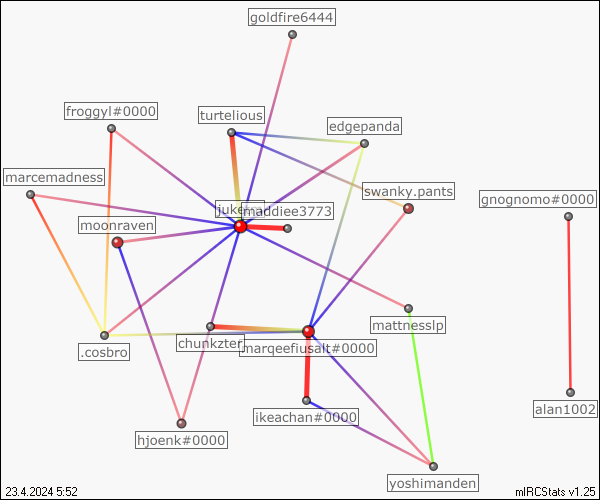 goldfire6444
froggyl#0000
turtelious
edgepanda
marcemadness
swanky.pants
gnognomo#0000
maddiee3773
moonraven
mattnesslp
.cosbro
chunkzter
marqeefiusalt#0000
alan1002
ikeachan#0000
hjoenk#0000
yoshimanden
23.4.2024 5:52
mIRCStats v1.25